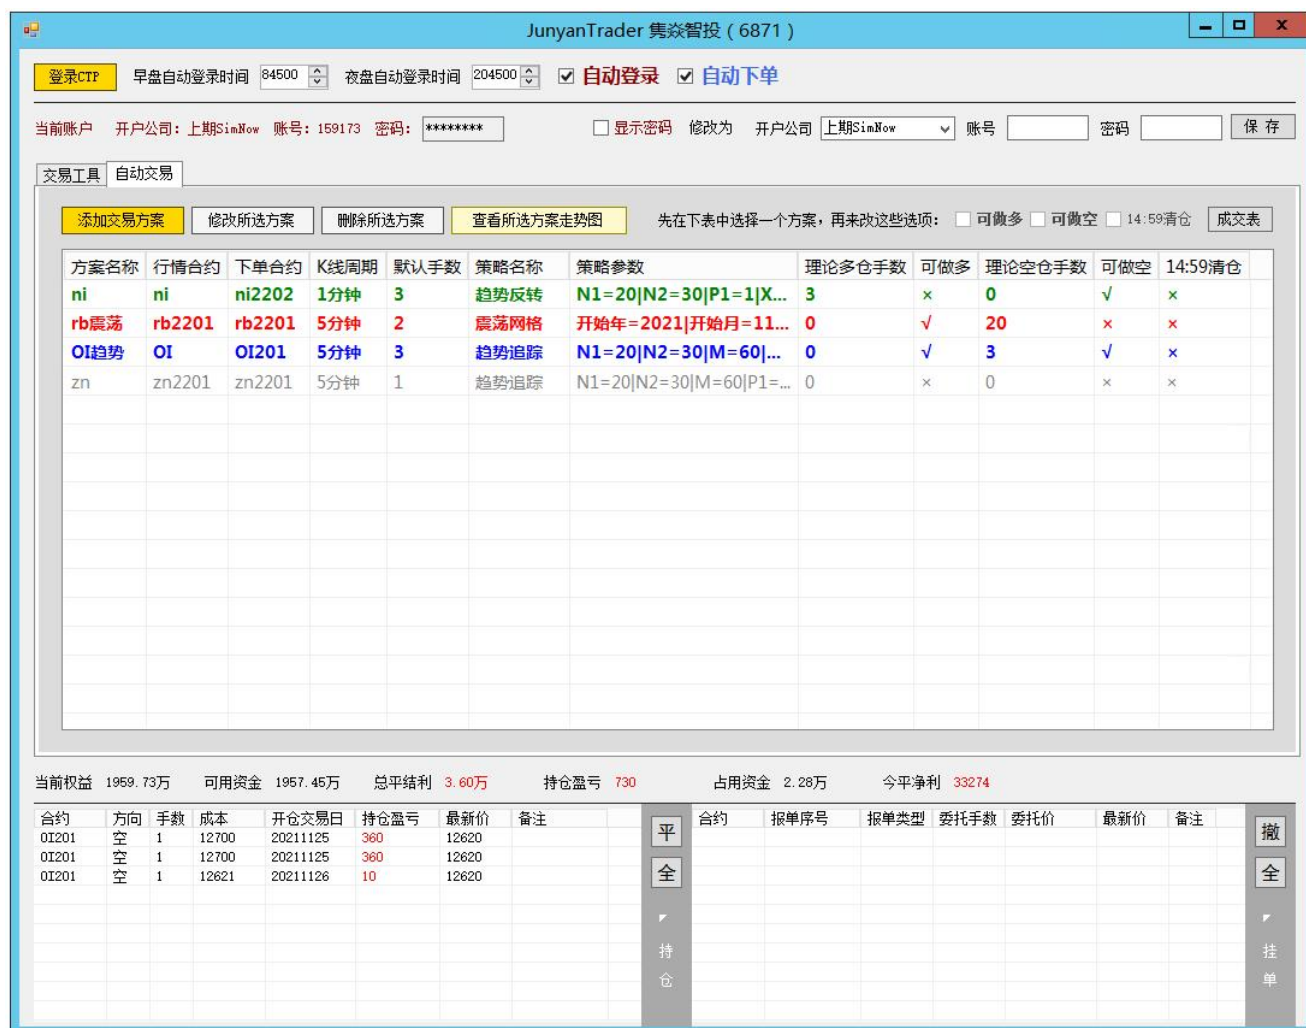 JunyanTrader 隽焱智投 ( 6871 )
登录CTP 早盘自动登录时间 84500 夜盘自动登录时间 204500 自动登录 自动下单
当前账户 开户公司: 上期SimNow 账号: 159173 密码: ******** 显示密码 修改为 开户公司 上期SimNow 账号 密码 保 存
交易工具 自动交易
添加交易方案 修改所选方案 删除所选方案 查看所选方案走势图 先在下表中选择一个方案，再来改这些选项: 可做多 可做空 14:59清仓 成交表
方案名称 行情合约 下单合约 K线周期 默认手数 策略名称 策略参数 理论多仓手数 可做多 理论空仓手数 可做空 14:59清仓
ni ni ni2202 1分钟 3 趋势反转 N1=20|N2=30|P1=1|X... 3 × 0 √ ×
rb震荡 rb2201 rb2201 5分钟 2 震荡网格 开始年=2021|开始月=11... 0 √ 20 × ×
OI趋势 OI OI201 5分钟 3 趋势追踪 N1=20|N2=30|M=60|... 0 √ 3 √ ×
zn zn2201 zn2201 5分钟 1 趋势追踪 N1=20|N2=30|M=60|P1=... 0 × 0 × ×
当前权益 1959.73万 可用资金 1957.45万 总平结利 3.60万 持仓盈亏 730 占用资金 2.28万 今平净利 33274
合约 方向 手数 成本 开仓交易日 持仓盈亏 最新价 备注 平 合约 报单序号 报单类型 委托手数 委托价 最新价 备注 撤
OI201 空 1 12700 20211125 360 12620
OI201 空 1 12700 20211125 360 12620
OI201 空 1 12621 20211126 10 12620 全 全
持 挂
仓 单